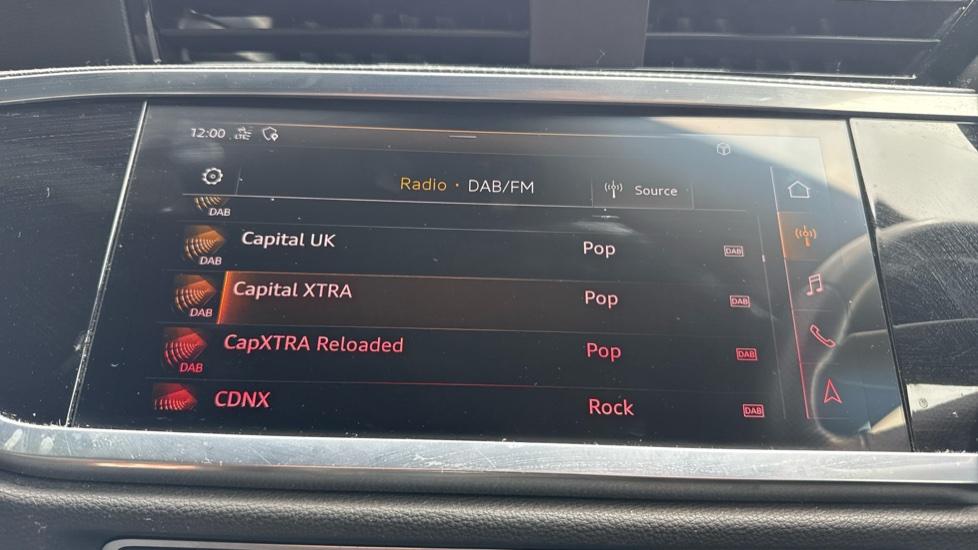 12:00 LTE
Radio · DAB/FM Source
DAB
Capital UK Pop DAB
DAB
Capital XTRA Pop DAB
DAB
CapXTRA Reloaded Pop DAB
DAB
CDNX Rock DAB